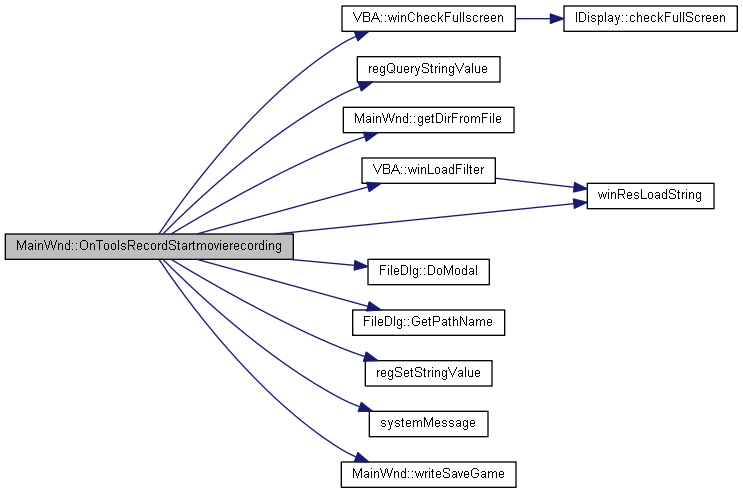 VBA::winCheckFullscreen
IDisplay::checkFullScreen
regQueryStringValue
MainWnd::getDirFromFile
VBA::winLoadFilter
winResLoadString
MainWnd::OnToolsRecordStartmovierecording
FileDlg::DoModal
FileDlg::GetPathName
regSetStringValue
systemMessage
MainWnd::writeSaveGame